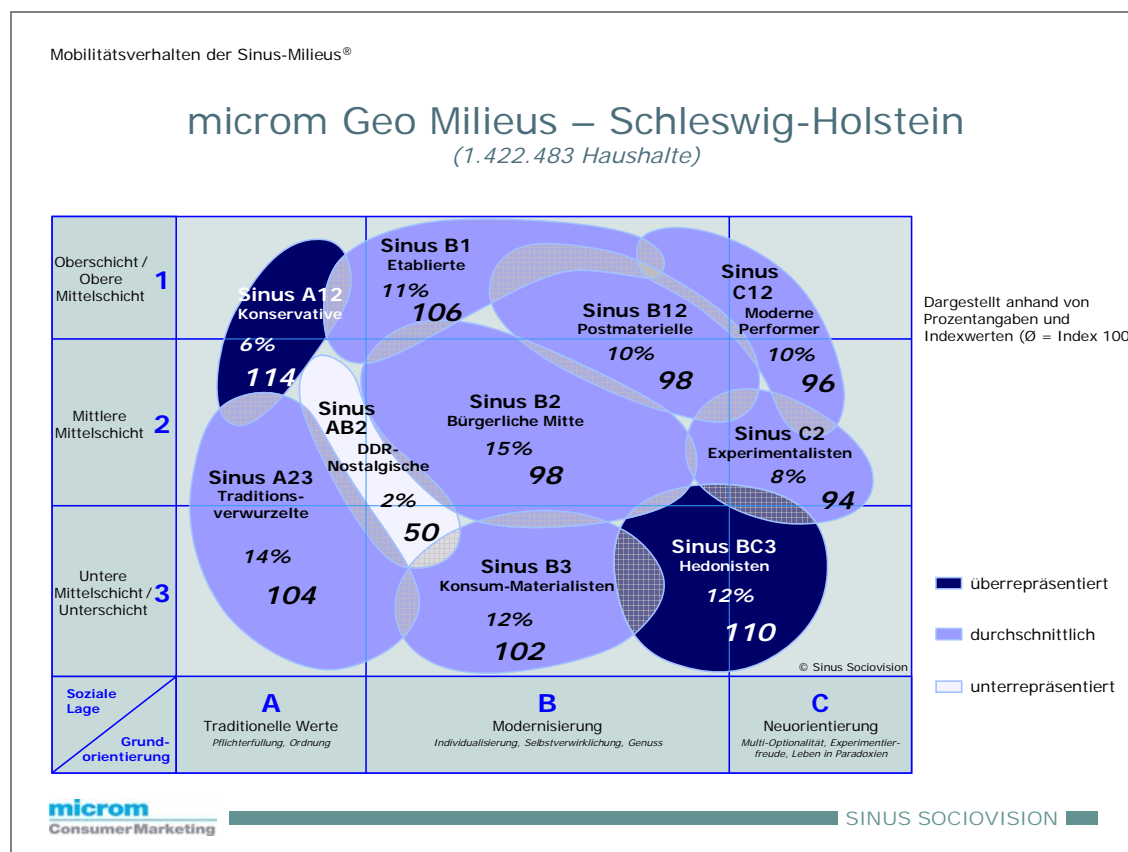 Mobilitätsverhalten der Sinus-Milieus®
microm Geo Milieus – Schleswig-Holstein
(1.422.483 Haushalte)
Oberschicht /
Obere
Mittelschicht
1
Mittlere
Mittelschicht
2
Untere
Mittelschicht /
Unterschicht
3
Sinus B1
Etablierte
11%
106
Sinus A12
Konservative
6%
114
Sinus B12
Postmaterielle
10%
98
Sinus
C12
Moderne
Performer
10%
96
Sinus
AB2
DDR-
Nostalgische
2%
50
Sinus B2
Bürgerliche Mitte
15%
98
Sinus C2
Experimentalisten
8%
94
Sinus A23
Traditions-
verwurzelte
14%
104
Sinus B3
Konsum-Materialisten
12%
102
Sinus BC3
Hedonisten
12%
110
© Sinus Sociovision
Dargestellt anhand von
Prozentangaben und
Indexwerten (Ø = Index 100
überrepräsentiert
durchschnittlich
unterrepräsentiert
Soziale
Lage
Grund-
orientierung
A
Traditionelle Werte
Pflichterfüllung, Ordnung
B
Modernisierung
Individualisierung, Selbstverwirklichung, Genuss
C
Neuorientierung
Multi-Optionalität, Experimentier-
freude, Leben in Paradoxien
microm
Consumer Marketing
SINUS SOCIOVISION